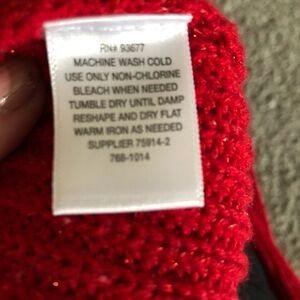 RN# 93677
MACHINE WASH COLD
USE ONLY NON-CHLORINE
BLEACH WHEN NEEDED
TUMBLE DRY UNTIL DAMP
RESHAPE AND DRY FLAT
WARM IRON AS NEEDED
SUPPLIER 75914-2
768-1014